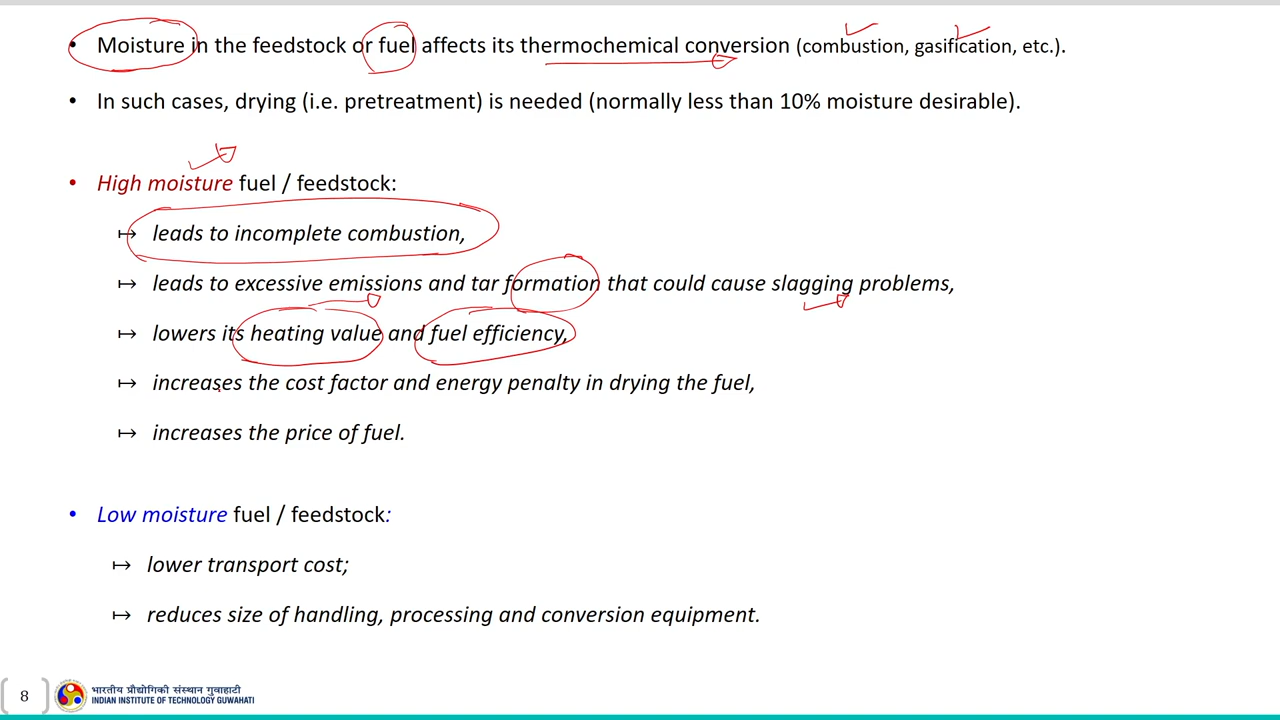 • Moisture in the feedstock or fuel affects its thermochemical conversion (combustion, gasification, etc.).
• In such cases, drying (i.e. pretreatment) is needed (normally less than 10% moisture desirable).
• High moisture fuel / feedstock:
↦ leads to incomplete combustion,
↦ leads to excessive emissions and tar formation that could cause slagging problems,
↦ lowers its heating value and fuel efficiency,
↦ increases the cost factor and energy penalty in drying the fuel,
↦ increases the price of fuel.
• Low moisture fuel / feedstock:
↦ lower transport cost;
↦ reduces size of handling, processing and conversion equipment.
8
भारतीय प्रौद्योगिकी संस्थान गुवाहाटी
INDIAN INSTITUTE OF TECHNOLOGY GUWAHATI